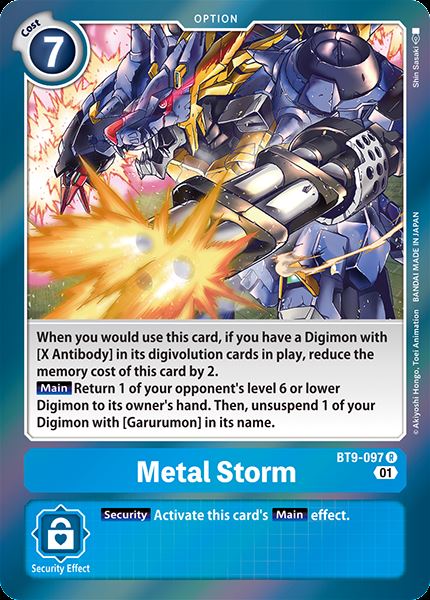 OPTION
Cost
7
Shin Sasaki
When you would use this card, if you have a Digimon with
[X Antibody] in its digivolution cards in play, reduce the
memory cost of this card by 2.
Main Return 1 of your opponent's level 6 or lower
Digimon to its owner's hand. Then, unsuspend 1 of your
Digimon with [Garurumon] in its name.
© Akiyoshi Hongo, Toei Animation BANDAI MADE IN JAPAN
BT9-097 R
Metal Storm
01
Security Activate this card's Main effect.
Security Effect